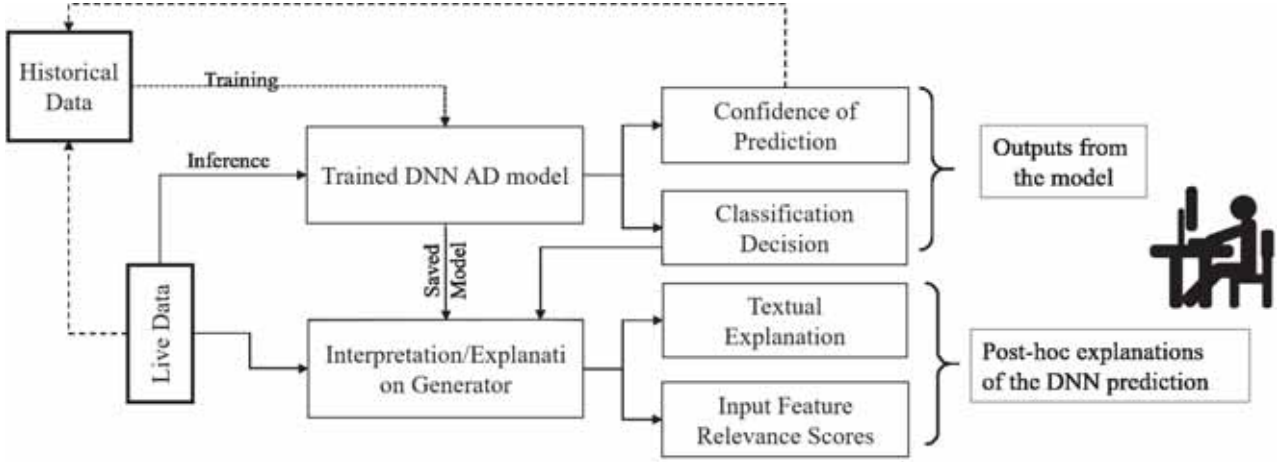 Historical
Data
Training
Inference
Trained DNN AD model
Confidence of
Prediction
Classification
Decision
Outputs from
the model
Saved
Model
Live Data
Interpretation/Explanati
on Generator
Textual
Explanation
Input Feature
Relevance Scores
Post-hoc explanations
of the DNN prediction